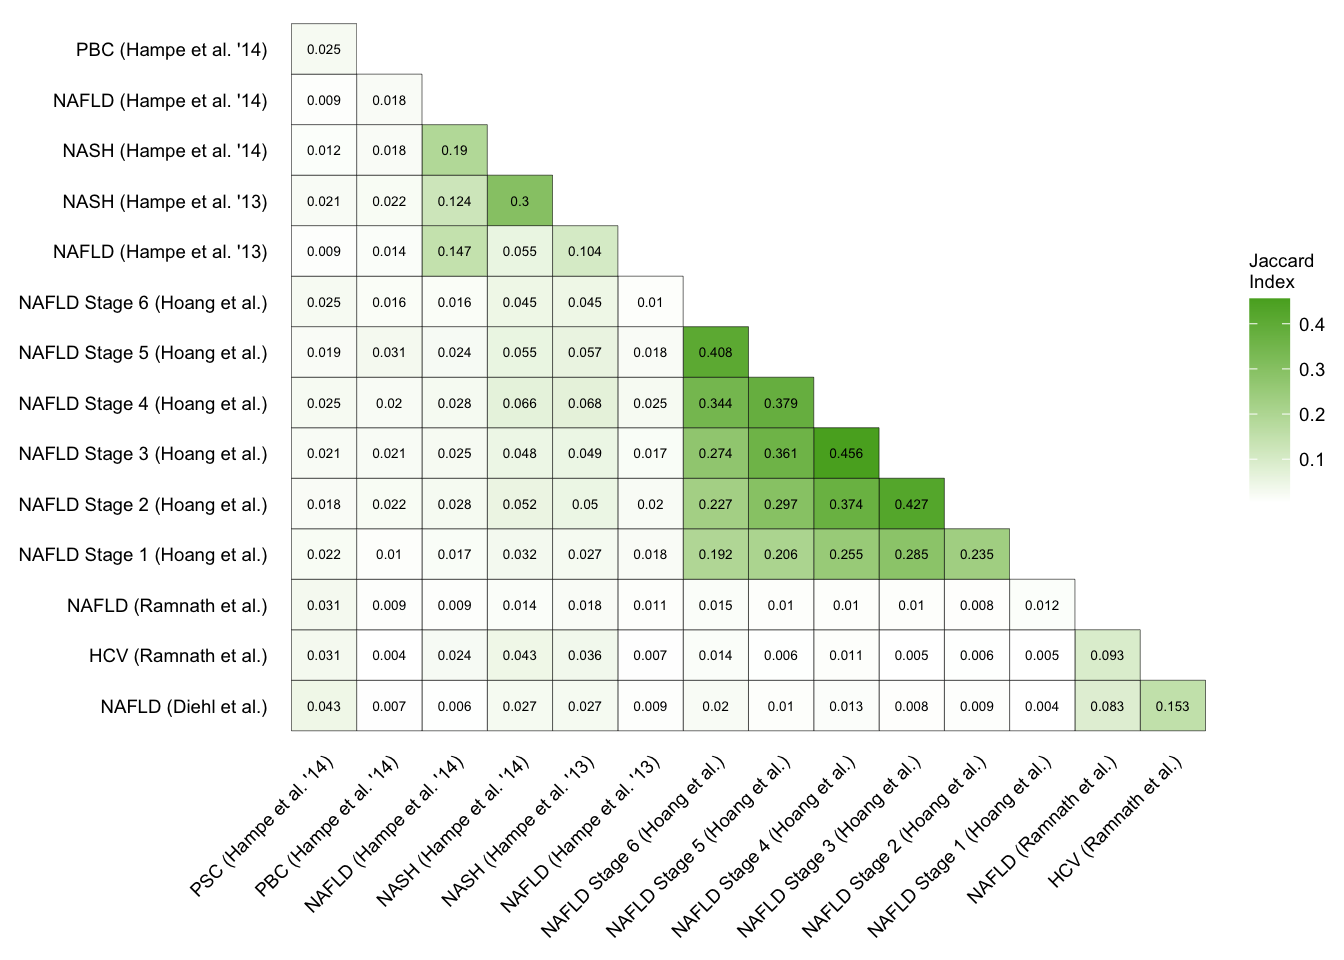 PBC (Hampe et al. '14) 0.025
NAFLD (Hampe et al. '14) 0.009 0.018
NASH (Hampe et al. '14) 0.012 0.018 0.19
NASH (Hampe et al. '13) 0.021 0.022 0.124 0.3
NAFLD (Hampe et al. '13) 0.009 0.014 0.147 0.055 0.104
NAFLD Stage 6 (Hoang et al.) 0.025 0.016 0.016 0.045 0.045 0.01
NAFLD Stage 5 (Hoang et al.) 0.019 0.031 0.024 0.055 0.057 0.018 0.408
NAFLD Stage 4 (Hoang et al.) 0.025 0.02 0.028 0.066 0.068 0.025 0.344 0.379
NAFLD Stage 3 (Hoang et al.) 0.021 0.021 0.025 0.048 0.049 0.017 0.274 0.361 0.456
NAFLD Stage 2 (Hoang et al.) 0.018 0.022 0.028 0.052 0.05 0.02 0.227 0.297 0.374 0.427
NAFLD Stage 1 (Hoang et al.) 0.022 0.01 0.017 0.032 0.027 0.018 0.192 0.206 0.255 0.285 0.235
NAFLD (Ramnath et al.) 0.031 0.009 0.009 0.014 0.018 0.011 0.015 0.01 0.01 0.01 0.008 0.012
HCV (Ramnath et al.) 0.031 0.004 0.024 0.043 0.036 0.007 0.014 0.006 0.011 0.005 0.006 0.005 0.093
NAFLD (Diehl et al.) 0.043 0.007 0.006 0.027 0.027 0.009 0.02 0.01 0.013 0.008 0.009 0.004 0.083 0.153
PSC (Hampe et al. '14)
PBC (Hampe et al. '14)
NAFLD (Hampe et al. '14)
NASH (Hampe et al. '14)
NASH (Hampe et al. '13)
NAFLD (Hampe et al. '13)
NAFLD Stage 6 (Hoang et al.)
NAFLD Stage 5 (Hoang et al.)
NAFLD Stage 4 (Hoang et al.)
NAFLD Stage 3 (Hoang et al.)
NAFLD Stage 2 (Hoang et al.)
NAFLD Stage 1 (Hoang et al.)
NAFLD (Ramnath et al.)
HCV (Ramnath et al.)
Jaccard
Index
0.4
0.3
0.2
0.1